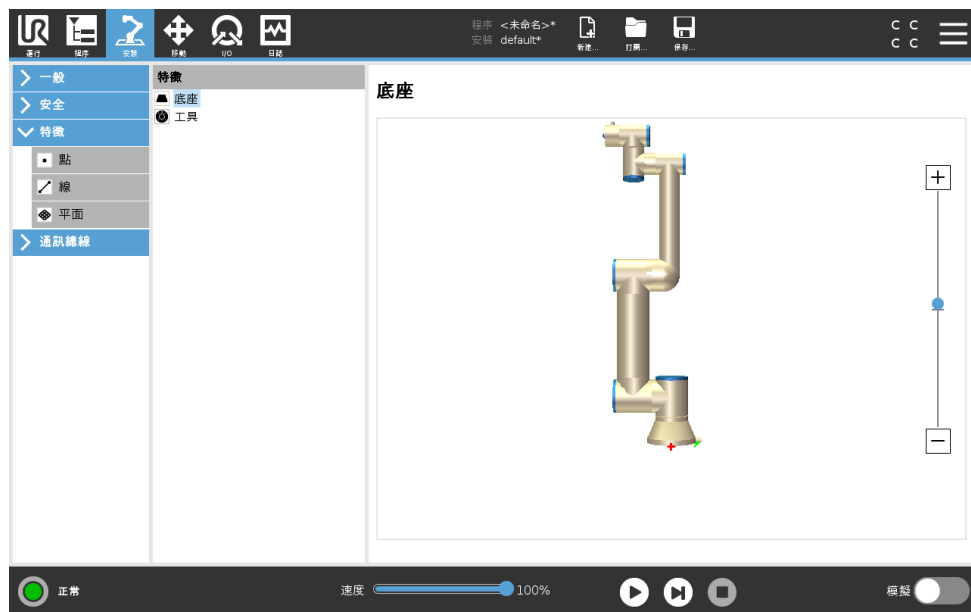 UR
運行
程序
安裝
移動
I/O
日誌
程序 <未命名>*
安裝 default*
新建...
打開...
保存...
C C
C C
一般
安全
特徵
點
線
平面
通訊總線
特徵
底座
工具
底座
正常
速度
100%
模擬